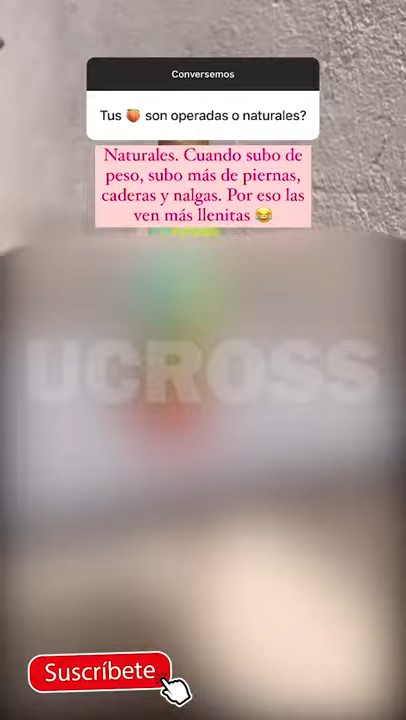 Conversemos
Tus 🍑 son operadas o naturales?
Naturales. Cuando subo de
peso, subo más de piernas,
caderas y nalgas. Por eso las
ven más llenitas 😂
UCROSS
Suscríbete